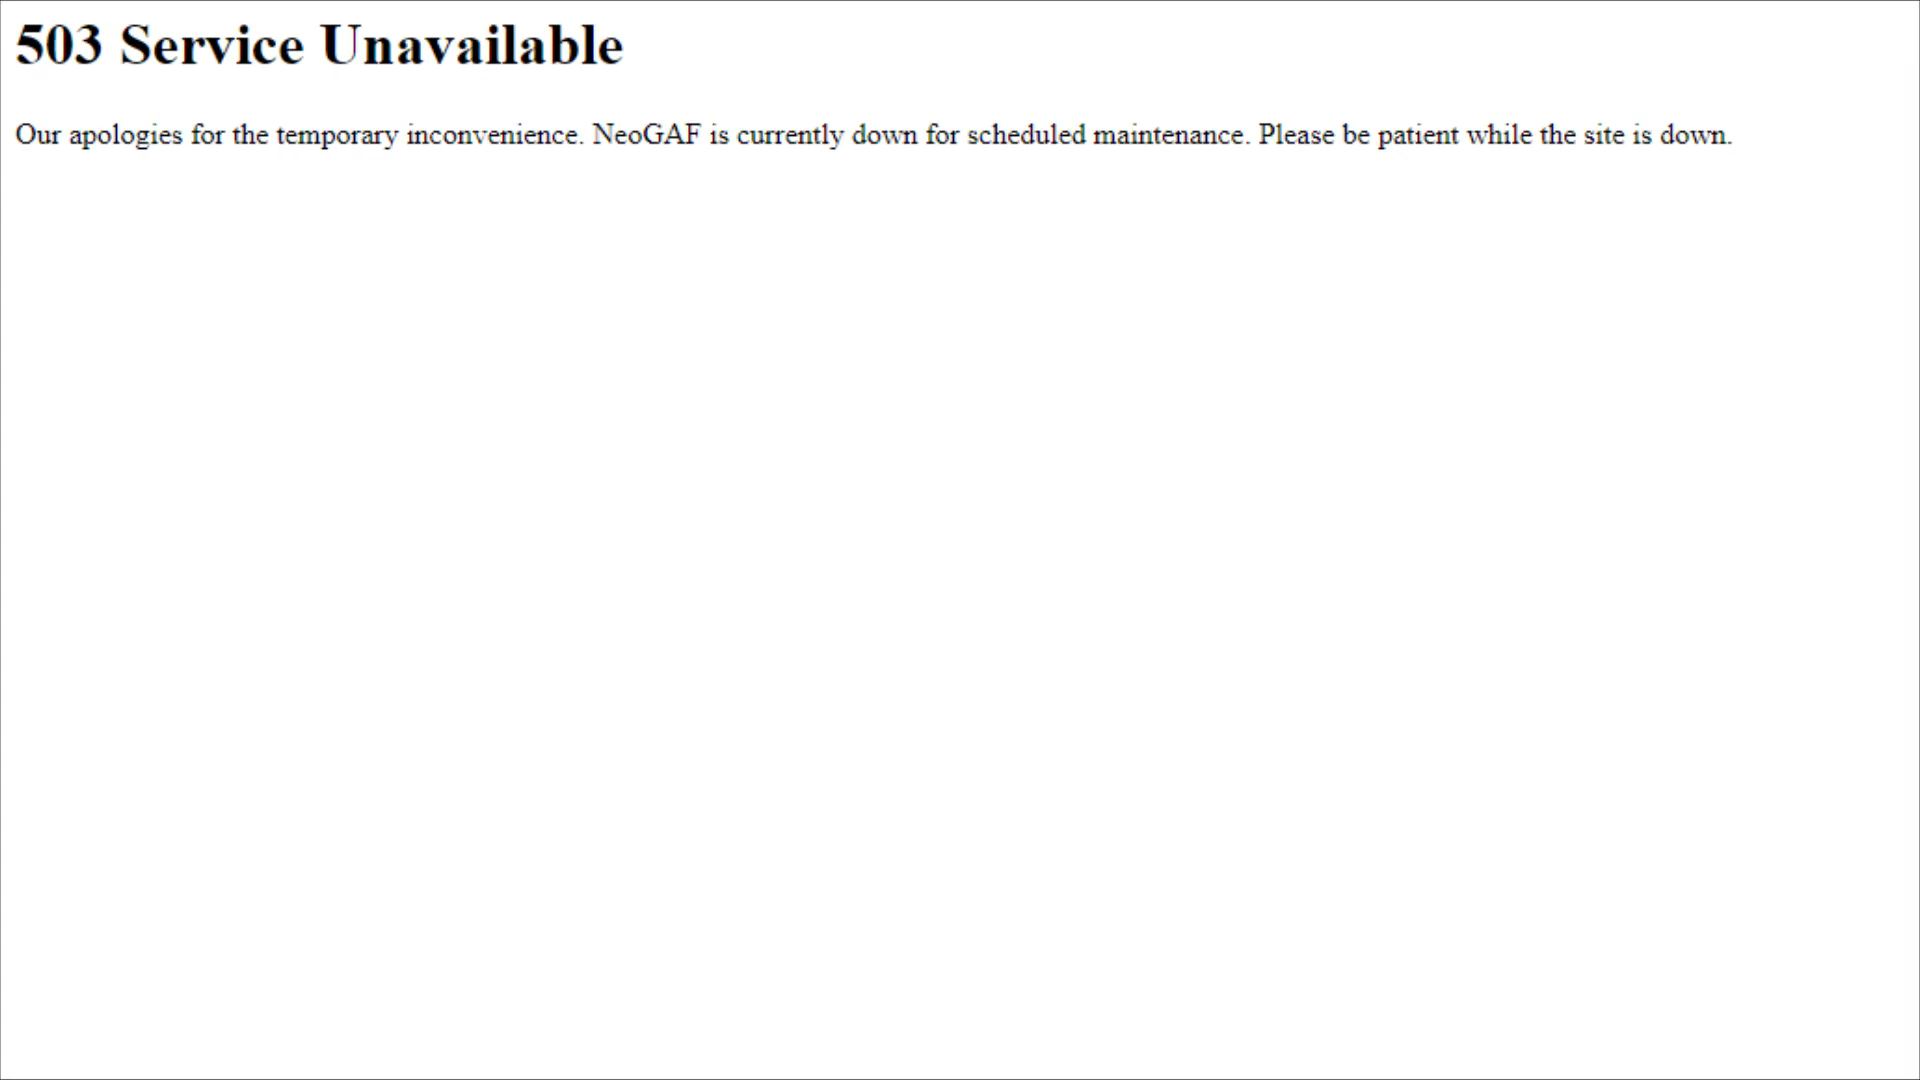 503 Service Unavailable
Our apologies for the temporary inconvenience. NeoGAF is currently down for scheduled maintenance. Please be patient while the site is down.